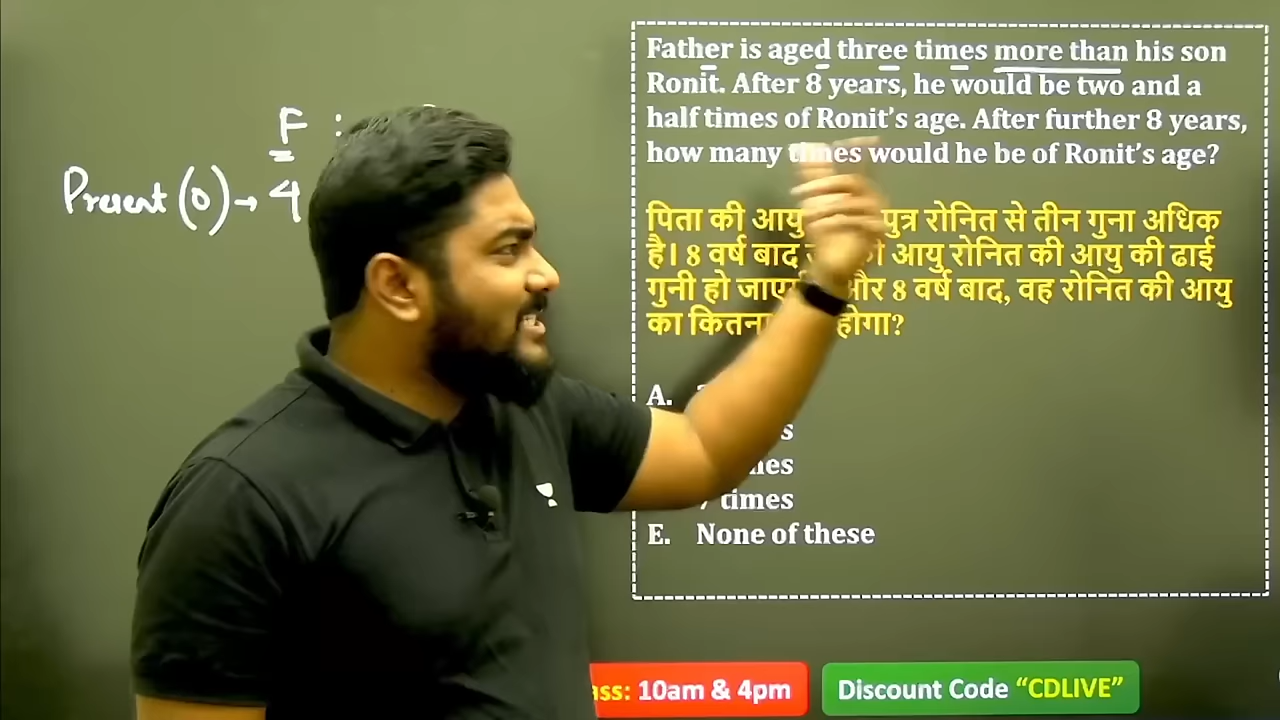 Father is aged three times more than his son
Ronit. After 8 years, he would be two and a
half times of Ronit's age. After further 8 years,
how many times would he be of Ronit's age?
F :
Present (0) → 4
पिता की आयु पुत्र रोनित से तीन गुना अधिक
है। 8 वर्ष बाद आयु रोनित की आयु की ढाई
गुनी हो 8 वर्ष बाद, वह रोनित की आयु
का होगा?
A.
7 times
E. None of these
10am & 4pm
Discount Code "CDLIVE"